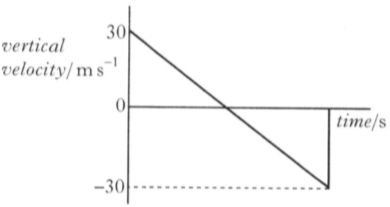 30
vertical
velocity/m s⁻¹
0
time/s
−30